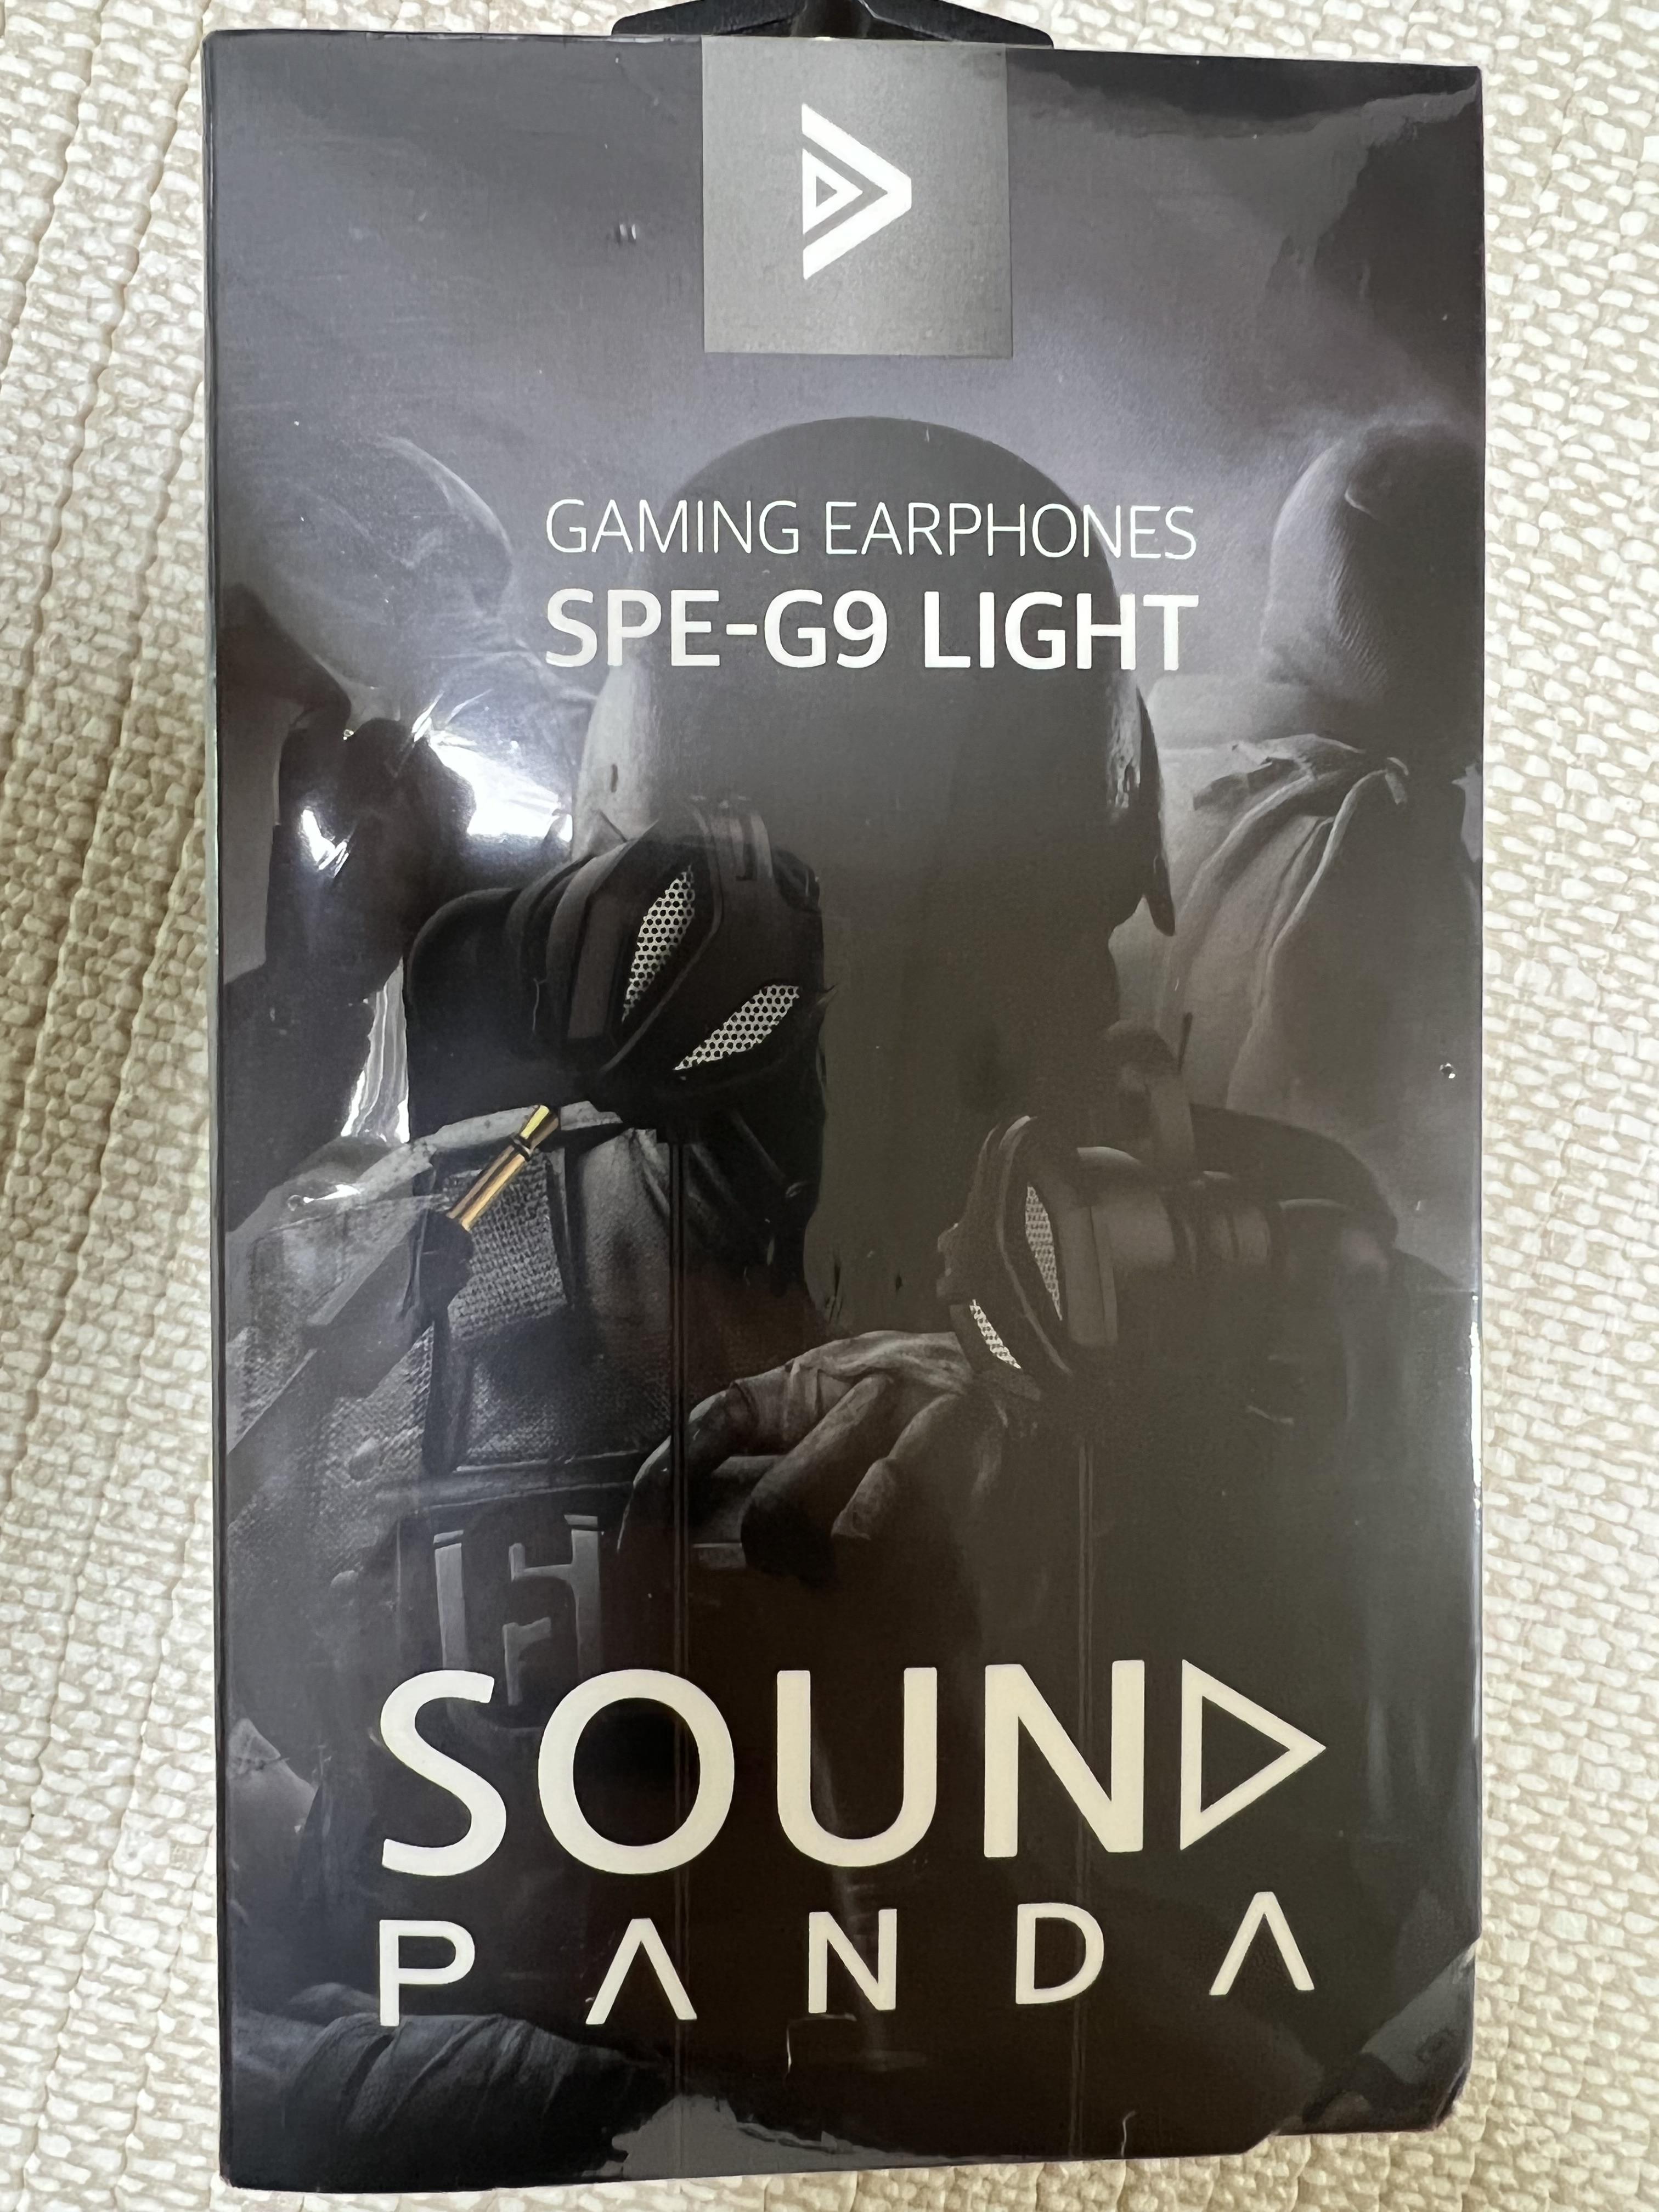 GAMING EARPHONES
SPE-G9 LIGHT
SOUND
PANDA